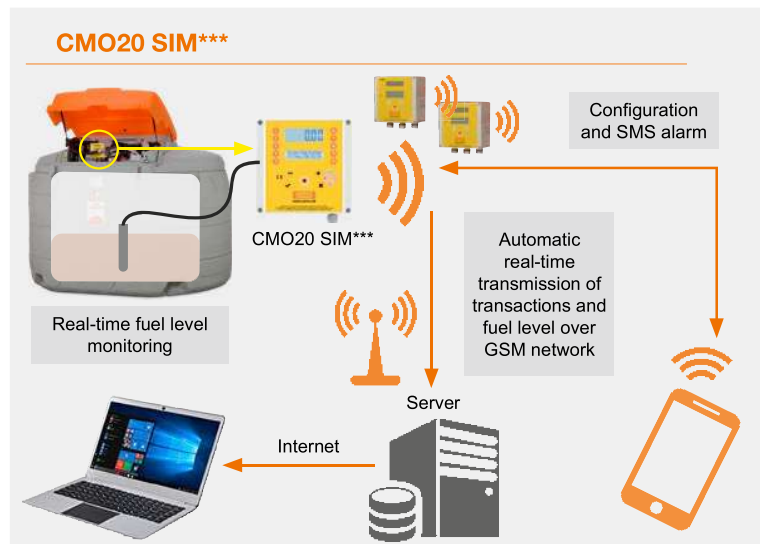 CMO20 SIM***
Configuration
and SMS alarm
CMO20 SIM***
Automatic
real-time
transmission of
transactions and
fuel level over
GSM network
Real-time fuel level
monitoring
Server
Internet